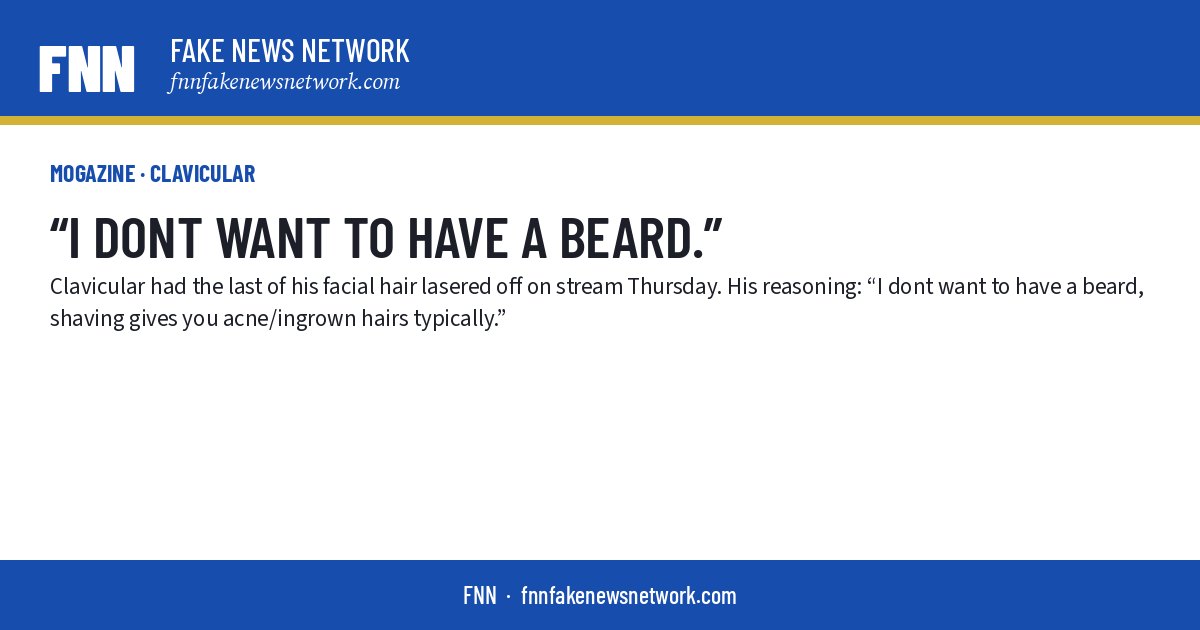 FNN
FAKE NEWS NETWORK
fnnfakenewsnetwork.com
MOGAZINE · CLAVICULAR
“I DONT WANT TO HAVE A BEARD.”
Clavicular had the last of his facial hair lasered off on stream Thursday. His reasoning: “I dont want to have a beard,
shaving gives you acne/ingrown hairs typically.”
FNN · fnnfakenewsnetwork.com